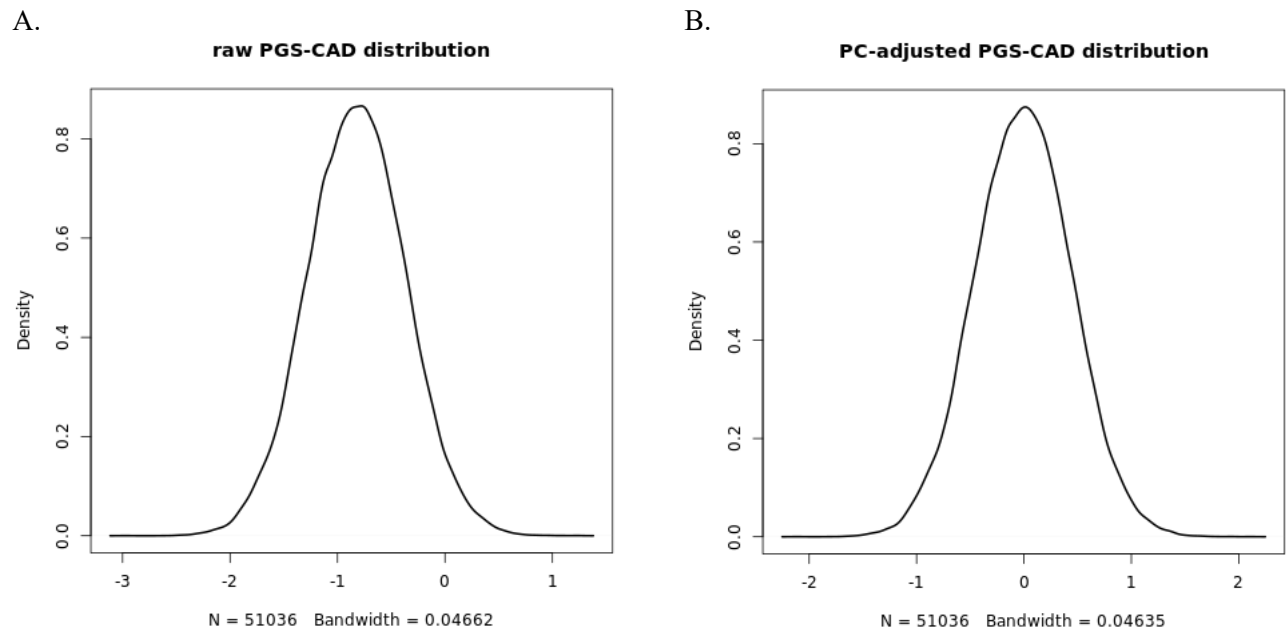 A.
raw PGS-CAD distribution
Density
0.0
0.2
0.4
0.6
0.8
-3
-2
-1
0
1
N = 51036 Bandwidth = 0.04662
B.
PC-adjusted PGS-CAD distribution
Density
0.0
0.2
0.4
0.6
0.8
-2
-1
0
1
2
N = 51036 Bandwidth = 0.04635